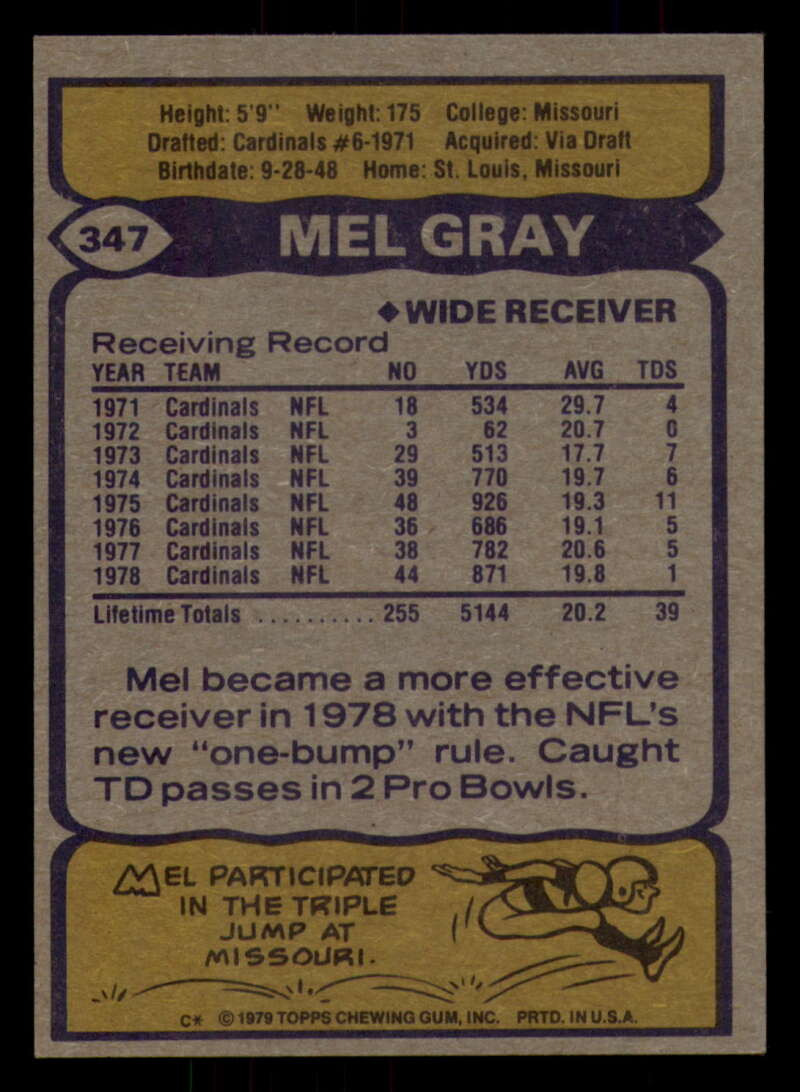 Height: 5'9" Weight: 175 College: Missouri
Drafted: Cardinals #6-1971 Acquired: Via Draft
Birthdate: 9-28-48 Home: St. Louis, Missouri
347 MEL GRAY
◆WIDE RECEIVER
Receiving Record
YEAR TEAM NO YDS AVG TDS
1971 Cardinals NFL 18 534 29.7 4
1972 Cardinals NFL 3 62 20.7 0
1973 Cardinals NFL 29 513 17.7 7
1974 Cardinals NFL 39 770 19.7 6
1975 Cardinals NFL 48 926 19.3 11
1976 Cardinals NFL 36 686 19.1 5
1977 Cardinals NFL 38 782 20.6 5
1978 Cardinals NFL 44 871 19.8 1
Lifetime Totals .......... 255 5144 20.2 39
Mel became a more effective
receiver in 1978 with the NFL's
new "one-bump" rule. Caught
TD passes in 2 Pro Bowls.
MEL PARTICIPATED
IN THE TRIPLE
JUMP AT
MISSOURI.
C* © 1979 TOPPS CHEWING GUM, INC. PRTD. IN U.S.A.